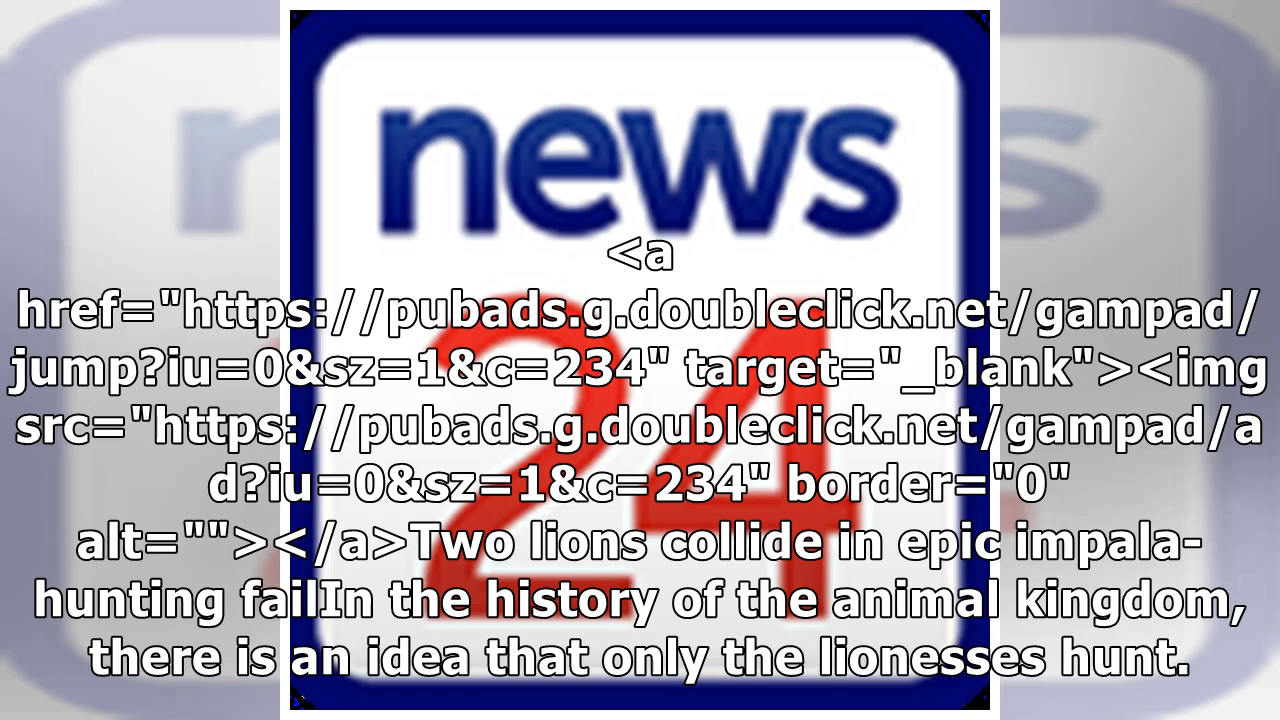 news
24
<a
href="https://pubads.g.doubleclick.net/gampad/
jump?iu=0&sz=1&c=234" target="_blank"><img
src="https://pubads.g.doubleclick.net/gampad/a
d?iu=0&sz=1&c=234" border="0"
alt=""></a>Two lions collide in epic impala-
hunting failIn the history of the animal kingdom,
there is an idea that only the lionesses hunt.